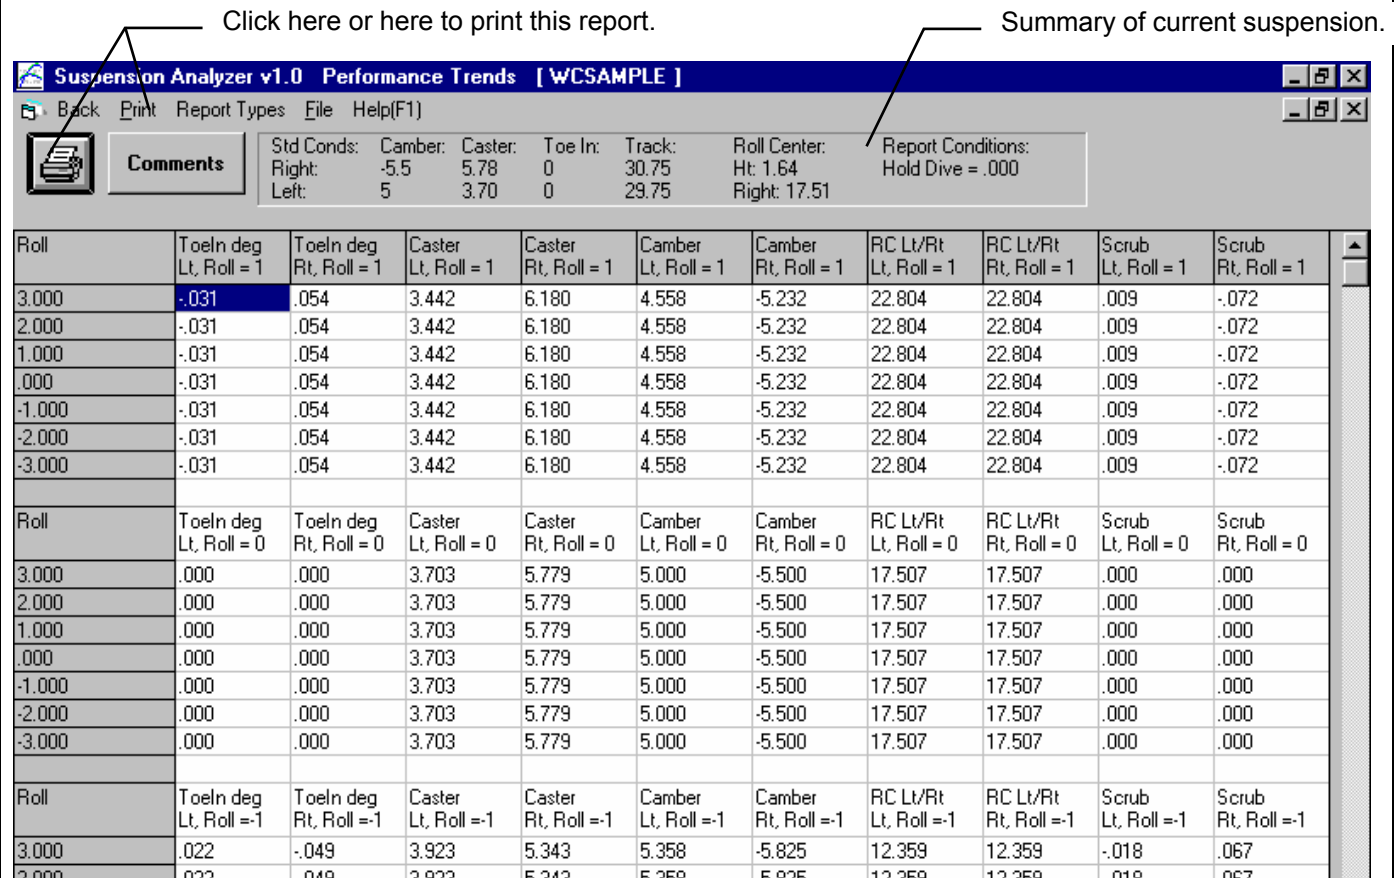 Click here or here to print this report.
Summary of current suspension.
Suspension Analyzer v1.0 Performance Trends [ WCSAMPLE ]
Back Print Report Types File Help(F1)
Comments
Std Conds: Camber: Caster: Toe In: Track: Roll Center: Report Conditions:
Right: -5.5 5.78 0 30.75 Ht: 1.64 Hold Dive = .000
Left: 5 3.70 0 29.75 Right: 17.51
Roll ToeIn deg ToeIn deg Caster Caster Camber Camber RC Lt/Rt RC Lt/Rt Scrub Scrub
Lt, Roll = 1 Rt, Roll = 1 Lt, Roll = 1 Rt, Roll = 1 Lt, Roll = 1 Rt, Roll = 1 Lt, Roll = 1 Rt, Roll = 1 Lt, Roll = 1 Rt, Roll = 1
3.000 -.031 .054 3.442 6.180 4.558 -5.232 22.804 22.804 .009 -.072
2.000 -.031 .054 3.442 6.180 4.558 -5.232 22.804 22.804 .009 -.072
1.000 -.031 .054 3.442 6.180 4.558 -5.232 22.804 22.804 .009 -.072
.000 -.031 .054 3.442 6.180 4.558 -5.232 22.804 22.804 .009 -.072
-1.000 -.031 .054 3.442 6.180 4.558 -5.232 22.804 22.804 .009 -.072
-2.000 -.031 .054 3.442 6.180 4.558 -5.232 22.804 22.804 .009 -.072
-3.000 -.031 .054 3.442 6.180 4.558 -5.232 22.804 22.804 .009 -.072
Roll ToeIn deg ToeIn deg Caster Caster Camber Camber RC Lt/Rt RC Lt/Rt Scrub Scrub
Lt, Roll = 0 Rt, Roll = 0 Lt, Roll = 0 Rt, Roll = 0 Lt, Roll = 0 Rt, Roll = 0 Lt, Roll = 0 Rt, Roll = 0 Lt, Roll = 0 Rt, Roll = 0
3.000 .000 .000 3.703 5.779 5.000 -5.500 17.507 17.507 .000 .000
2.000 .000 .000 3.703 5.779 5.000 -5.500 17.507 17.507 .000 .000
1.000 .000 .000 3.703 5.779 5.000 -5.500 17.507 17.507 .000 .000
.000 .000 .000 3.703 5.779 5.000 -5.500 17.507 17.507 .000 .000
-1.000 .000 .000 3.703 5.779 5.000 -5.500 17.507 17.507 .000 .000
-2.000 .000 .000 3.703 5.779 5.000 -5.500 17.507 17.507 .000 .000
-3.000 .000 .000 3.703 5.779 5.000 -5.500 17.507 17.507 .000 .000
Roll ToeIn deg ToeIn deg Caster Caster Camber Camber RC Lt/Rt RC Lt/Rt Scrub Scrub
Lt, Roll =-1 Rt, Roll =-1 Lt, Roll =-1 Rt, Roll =-1 Lt, Roll =-1 Rt, Roll =-1 Lt, Roll =-1 Rt, Roll =-1 Lt, Roll =-1 Rt, Roll =-1
3.000 .022 -.049 3.923 5.343 5.358 -5.825 12.359 12.359 -.018 .067
2.000 .022 -.049 3.923 5.343 5.358 -5.825 12.359 12.359 -.018 .067